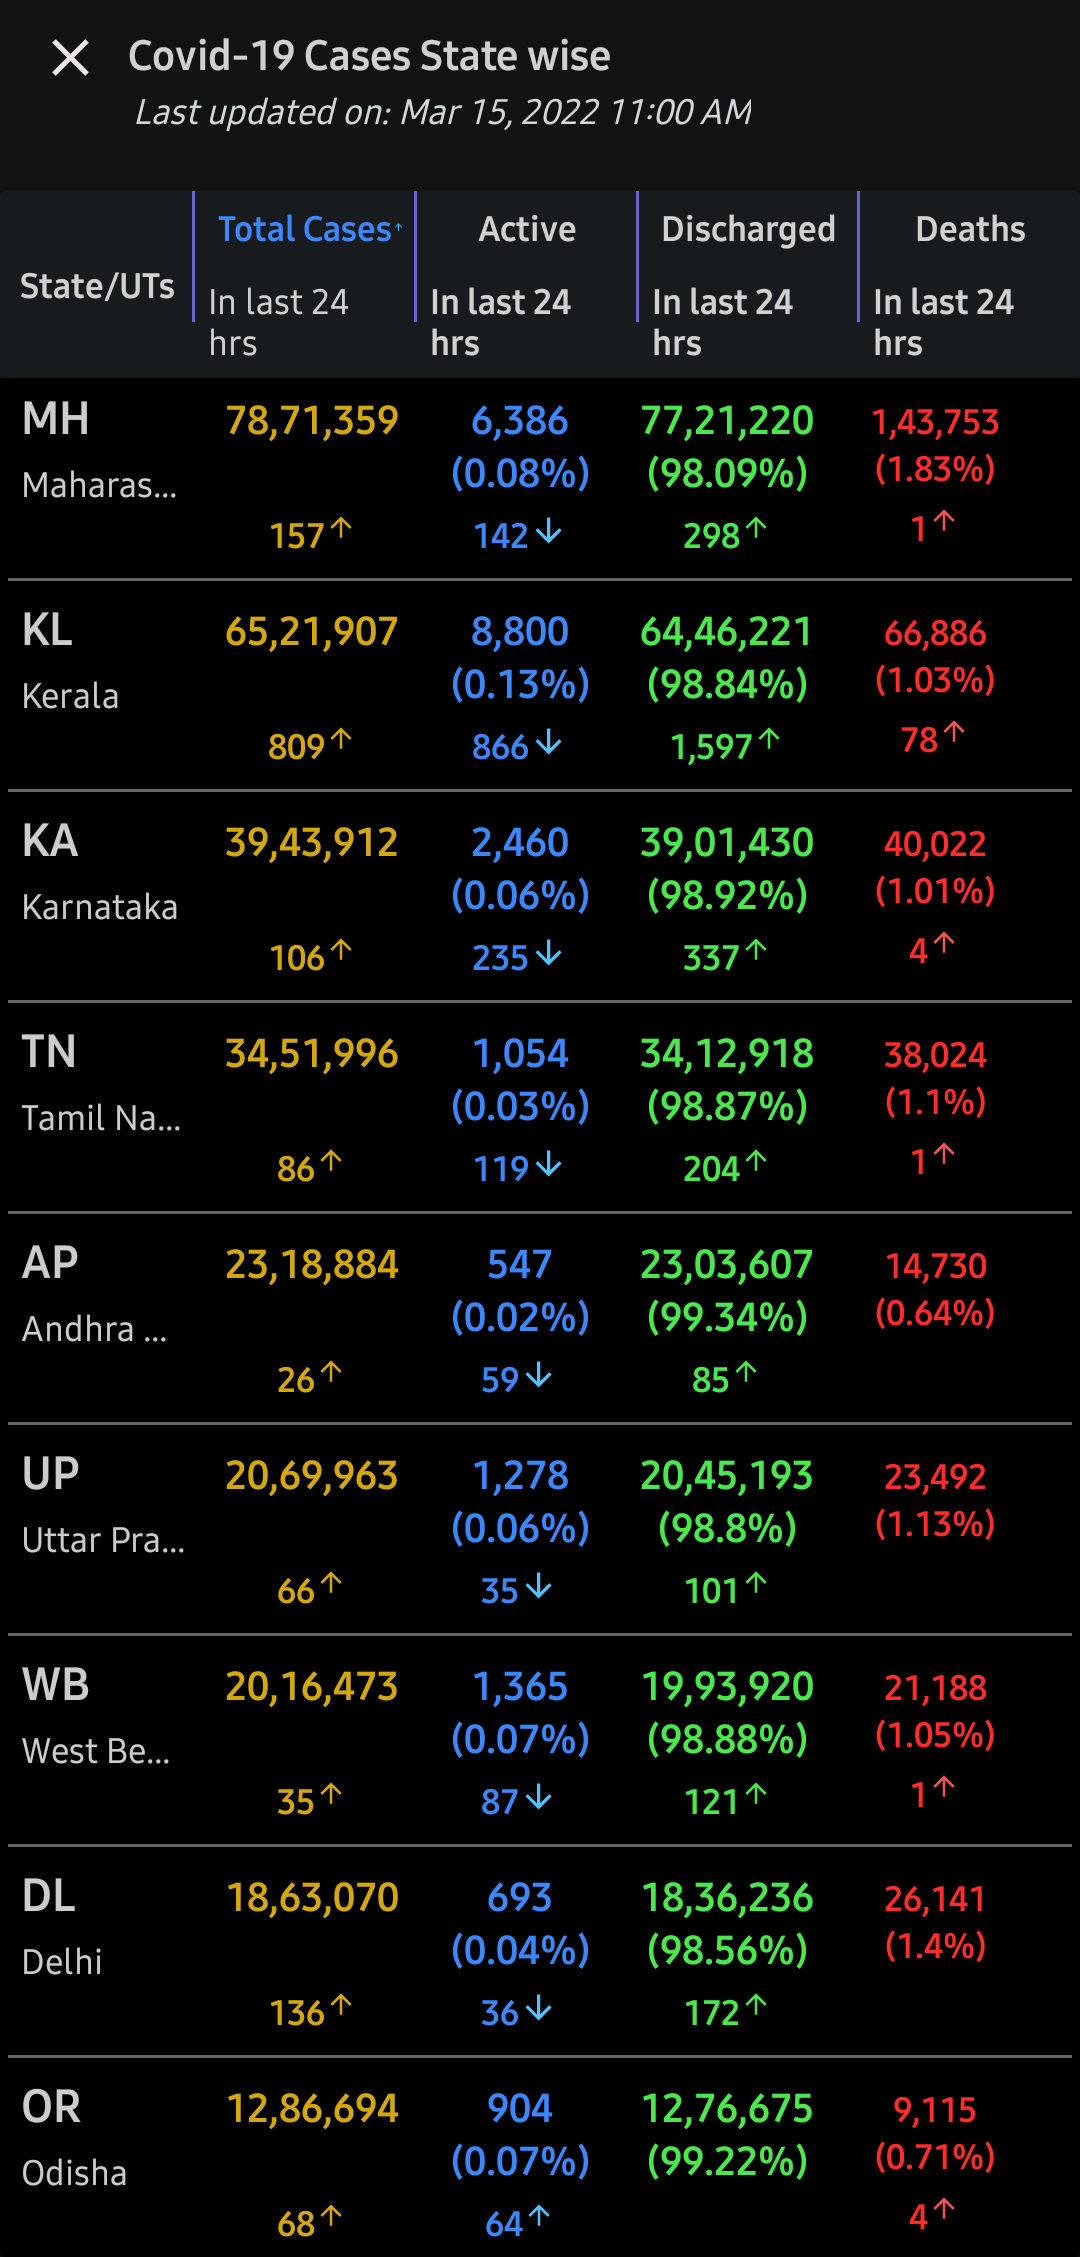 Covid-19 Cases State wise
Last updated on: Mar 15, 2022 11:00 AM
State/UTs
Total Cases↑
In last 24
hrs
Active
In last 24
hrs
Discharged
In last 24
hrs
Deaths
In last 24
hrs
MH 78,71,359 6,386 77,21,220 1,43,753
Maharas... (0.08%) (98.09%) (1.83%)
157↑ 142↓ 298↑ 1↑
KL 65,21,907 8,800 64,46,221 66,886
Kerala (0.13%) (98.84%) (1.03%)
809↑ 866↓ 1,597↑ 78↑
KA 39,43,912 2,460 39,01,430 40,022
Karnataka (0.06%) (98.92%) (1.01%)
106↑ 235↓ 337↑ 4↑
TN 34,51,996 1,054 34,12,918 38,024
Tamil Na... (0.03%) (98.87%) (1.1%)
86↑ 119↓ 204↑ 1↑
AP 23,18,884 547 23,03,607 14,730
Andhra ... (0.02%) (99.34%) (0.64%)
26↑ 59↓ 85↑
UP 20,69,963 1,278 20,45,193 23,492
Uttar Pra... (0.06%) (98.8%) (1.13%)
66↑ 35↓ 101↑
WB 20,16,473 1,365 19,93,920 21,188
West Be... (0.07%) (98.88%) (1.05%)
35↑ 87↓ 121↑ 1↑
DL 18,63,070 693 18,36,236 26,141
Delhi (0.04%) (98.56%) (1.4%)
136↑ 36↓ 172↑
OR 12,86,694 904 12,76,675 9,115
Odisha (0.07%) (99.22%) (0.71%)
68↑ 64↑ 4↑